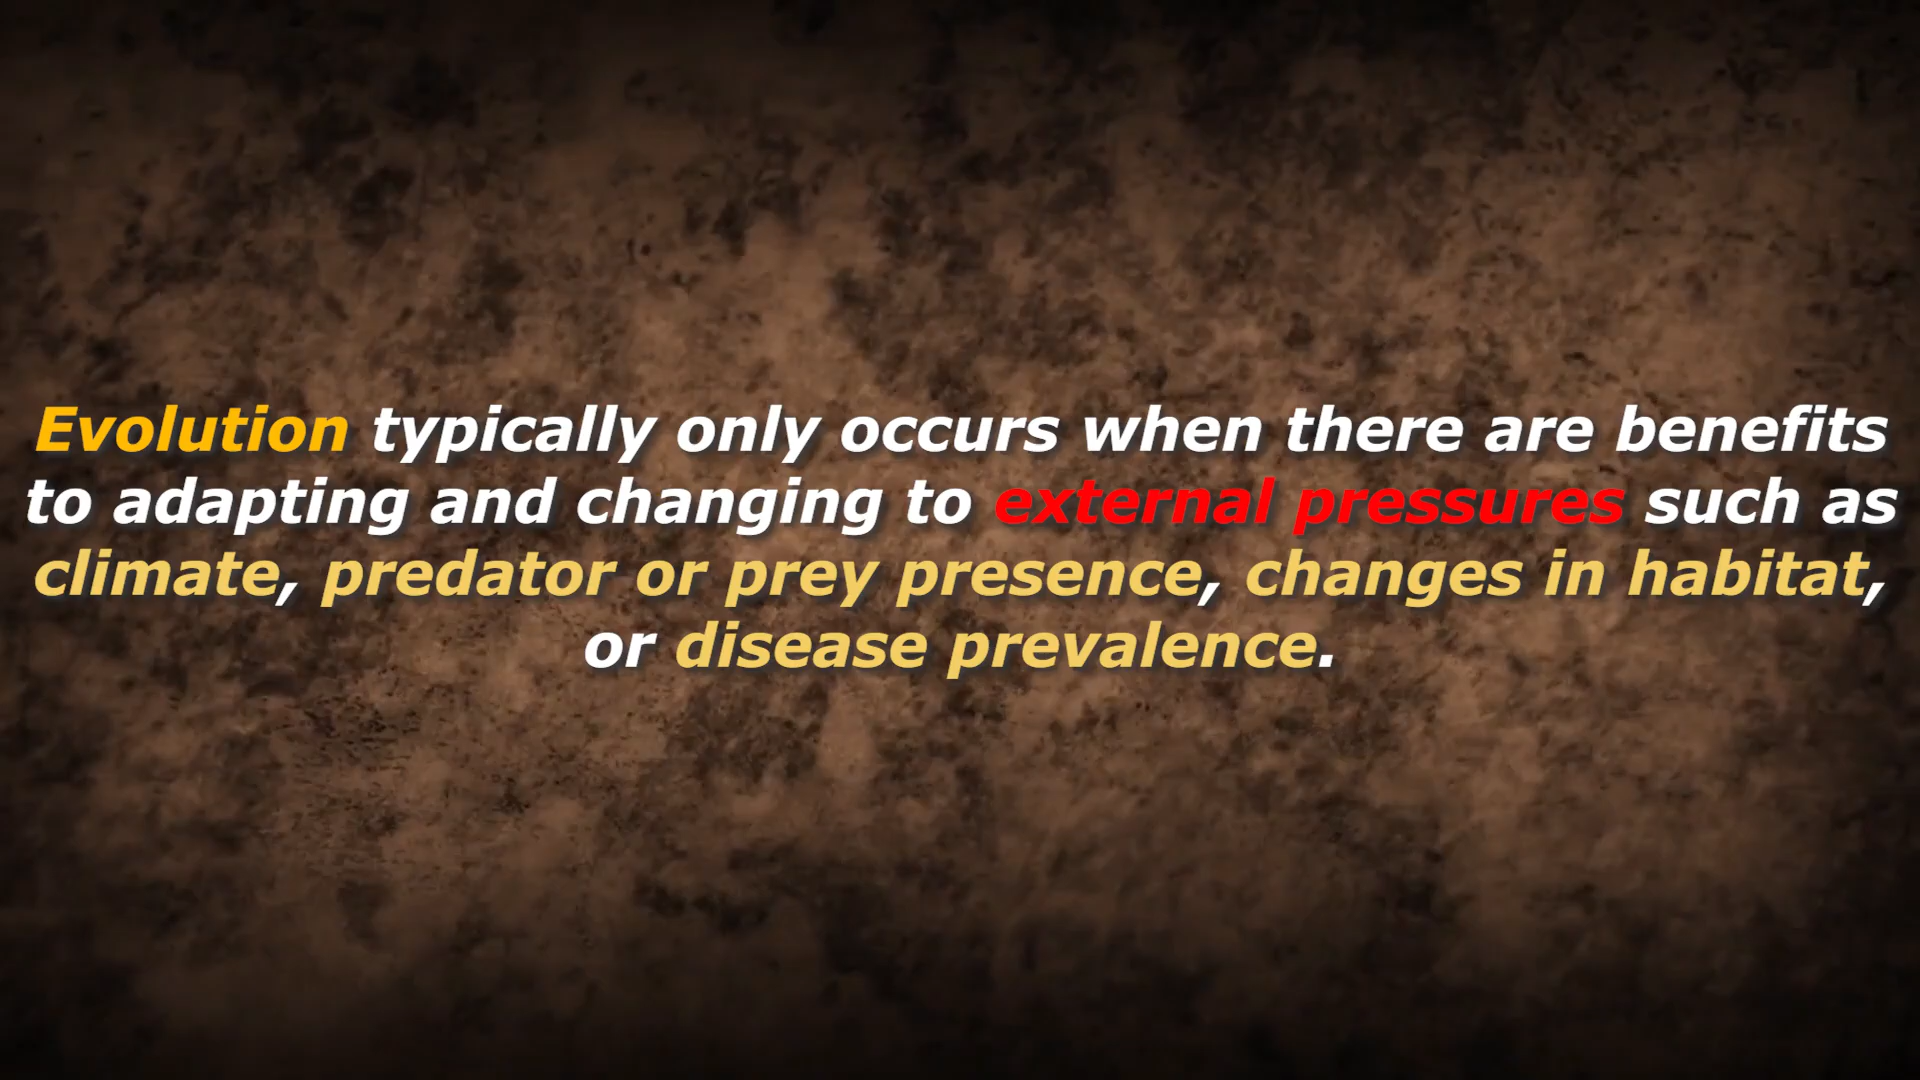 Evolution typically only occurs when there are benefits
to adapting and changing to external pressures such as
climate, predator or prey presence, changes in habitat,
or disease prevalence.